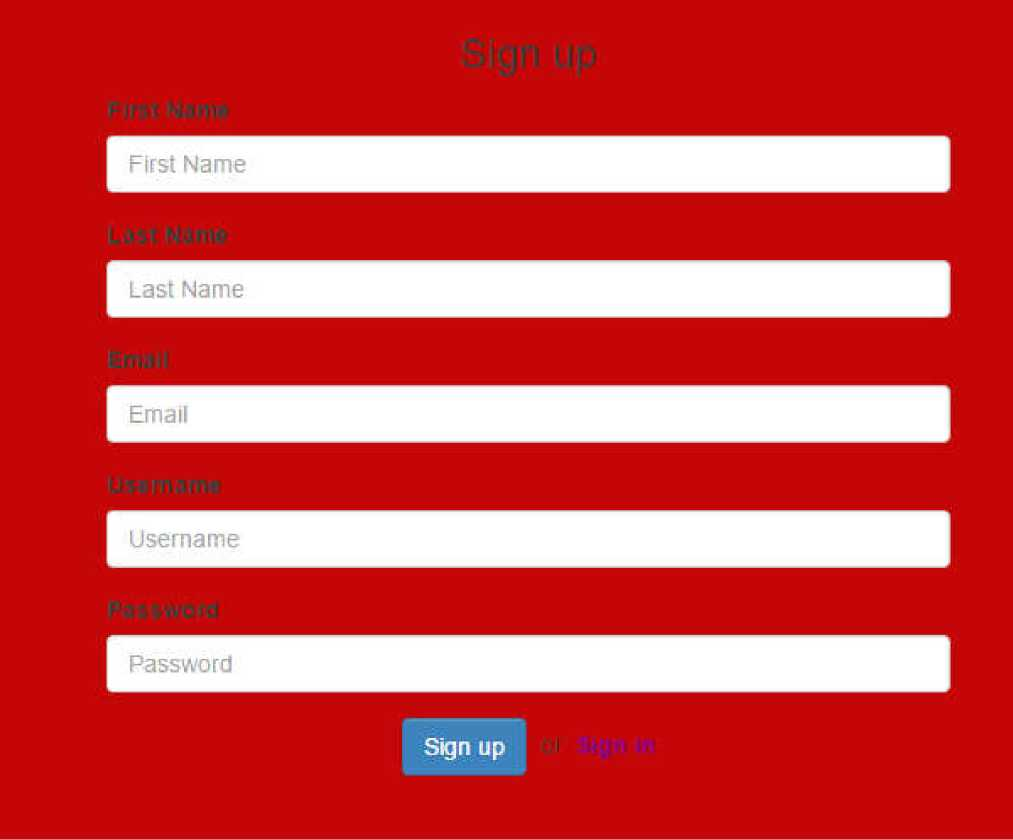 Sign up
First Name
First Name
Last Name
Last Name
Email
Email
Username
Username
Password
Password
Sign up or Sign in